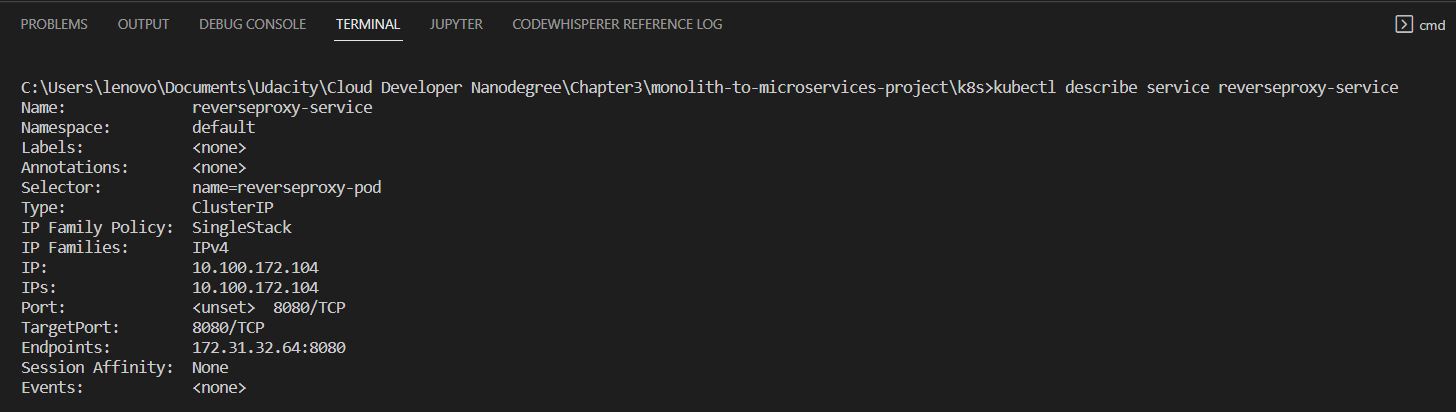 PROBLEMS OUTPUT DEBUG CONSOLE TERMINAL JUPYTER CODEWHISPERER REFERENCE LOG cmd
C:\Users\lenovo\Documents\Udacity\Cloud Developer Nanodegree\Chapter3\monolith-to-microservices-project\k8s>kubectl describe service reverseproxy-service
Name:              reverseproxy-service
Namespace:         default
Labels:            <none>
Annotations:       <none>
Selector:          name=reverseproxy-pod
Type:              ClusterIP
IP Family Policy:  SingleStack
IP Families:       IPv4
IP:                10.100.172.104
IPs:               10.100.172.104
Port:              <unset>  8080/TCP
TargetPort:        8080/TCP
Endpoints:         172.31.32.64:8080
Session Affinity:  None
Events:            <none>